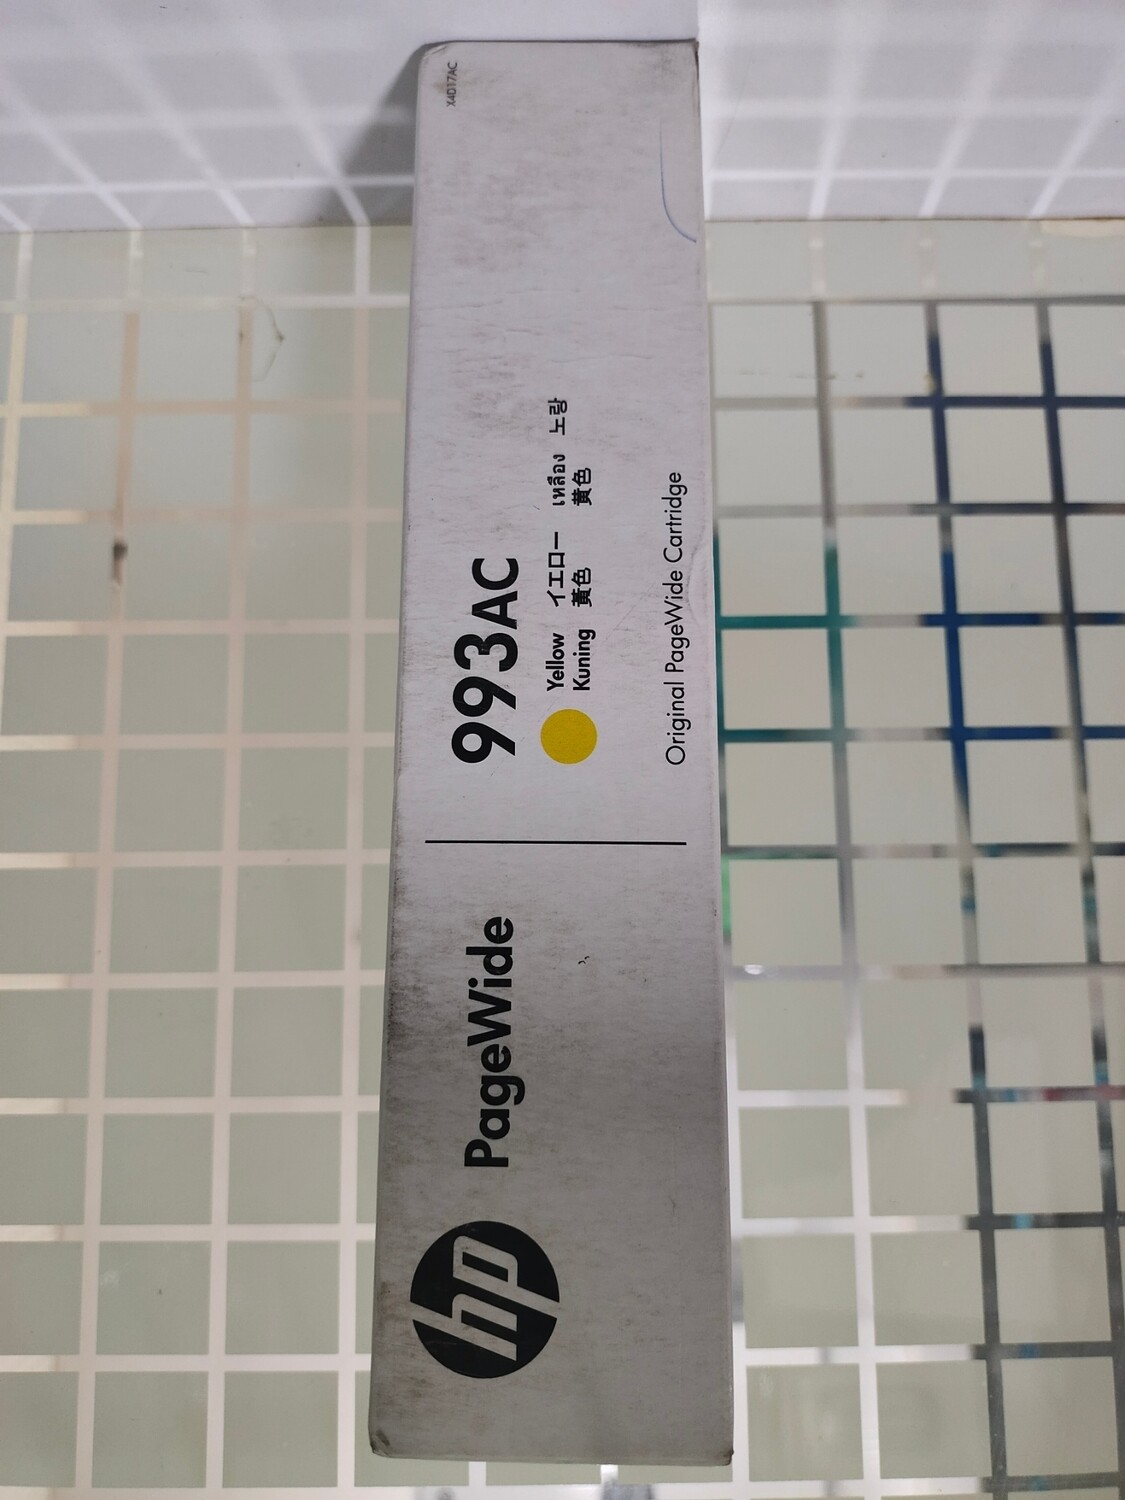 hp
PageWide
993AC
Yellow イエロー เหลือง 노랑
Kuning 黃色 黄色
Original PageWide Cartridge
X4D17AC